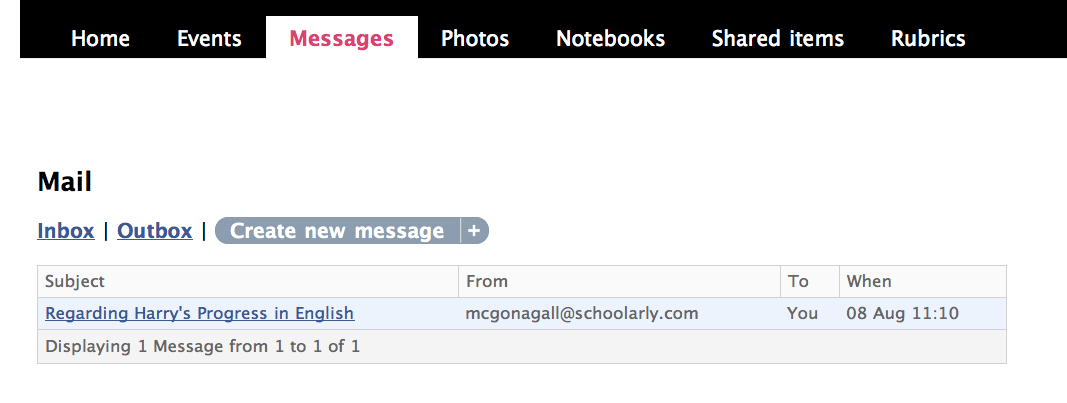 Home Events Messages Photos Notebooks Shared items Rubrics
Mail
Inbox | Outbox | Create new message +
Subject From To When
Regarding Harry's Progress in English mcgonagall@schoolarly.com You 08 Aug 11:10
Displaying 1 Message from 1 to 1 of 1